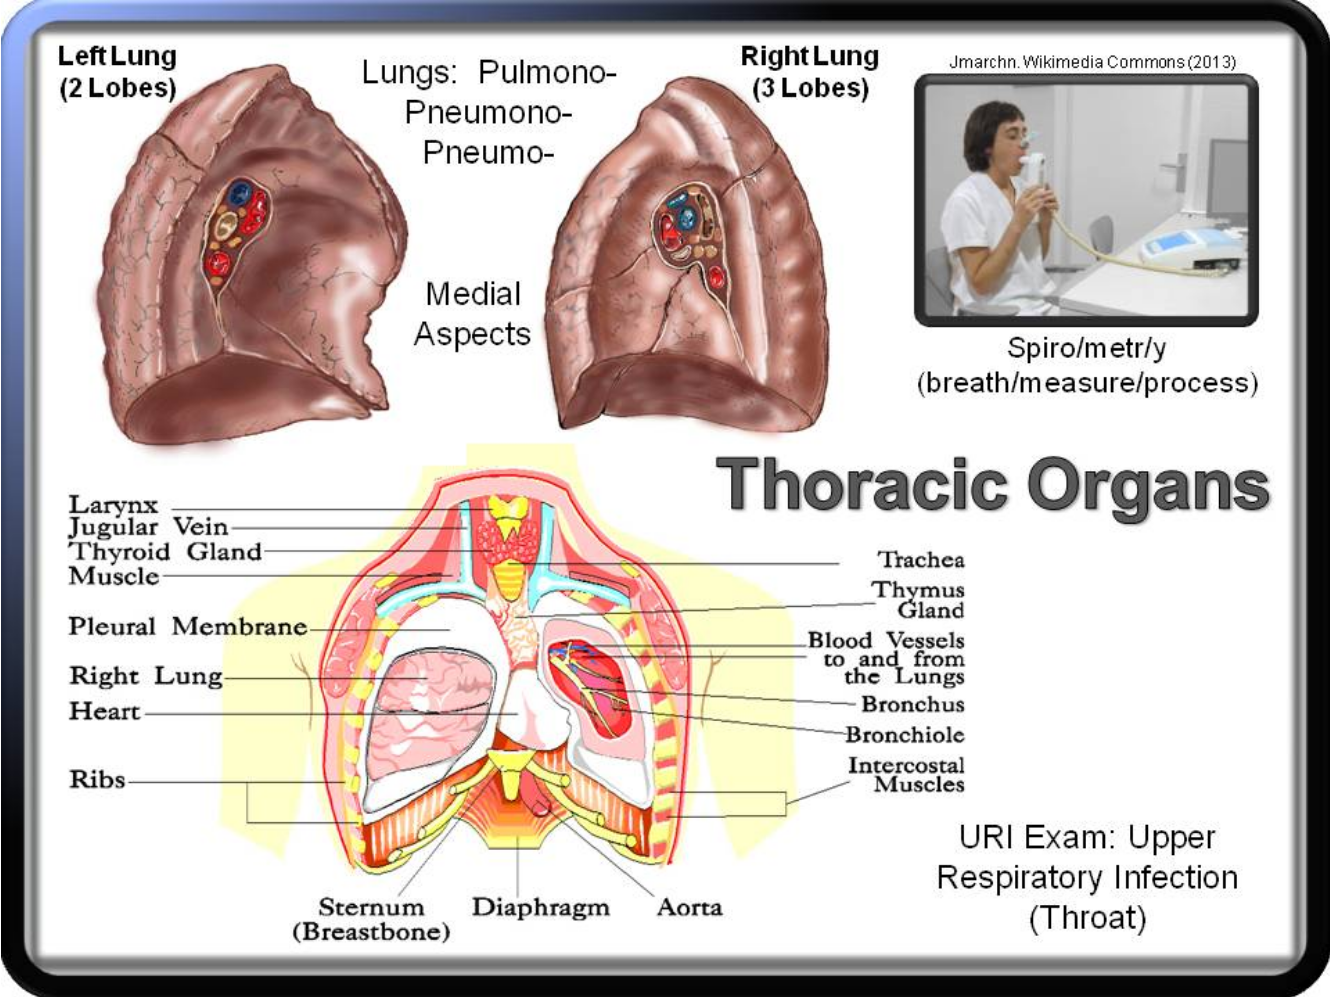 Left Lung
(2 Lobes)
Lungs: Pulmono-
Pneumono-
Pneumo-
Right Lung
(3 Lobes)
Jmarchn. Wikimedia Commons (2013)
Medial
Aspects
Spiro/metr/y
(breath/measure/process)
Thoracic Organs
Larynx
Jugular Vein
Thyroid Gland
Muscle
Pleural Membrane
Right Lung
Heart
Ribs
Trachea
Thymus
Gland
Blood Vessels
to and from
the Lungs
Bronchus
Bronchiole
Intercostal
Muscles
Sternum
(Breastbone)
Diaphragm
Aorta
URI Exam: Upper
Respiratory Infection
(Throat)